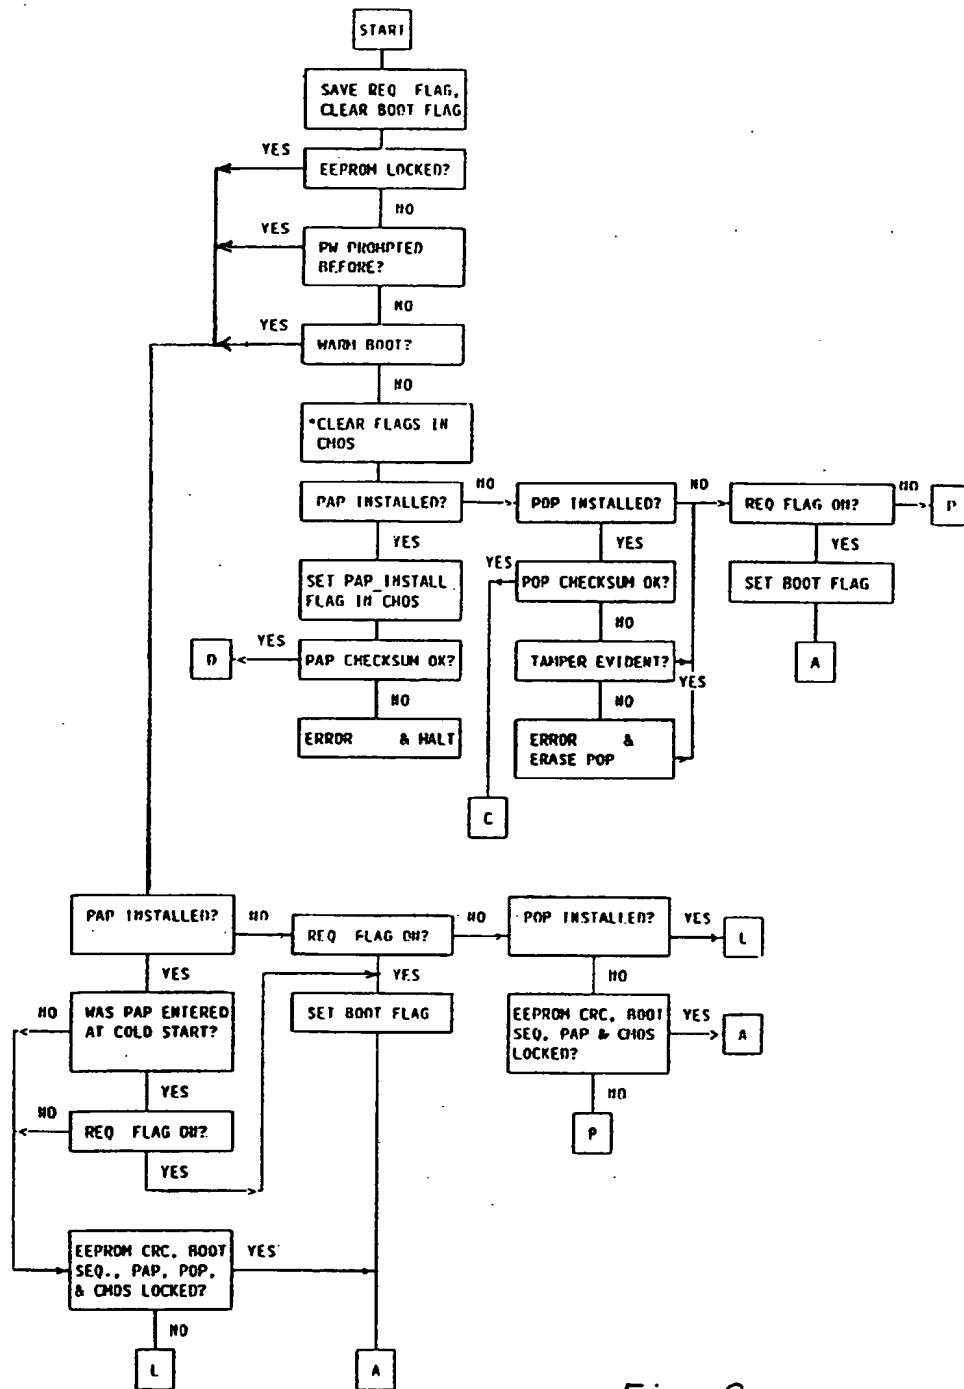 START
SAVE REQ FLAG,
CLEAR BOOT FLAG
YES
EEPROM LOCKED?
NO
YES
PW PROMPTED
BEFORE?
NO
YES
WARM BOOT?
NO
*CLEAR FLAGS IN
CMOS
PAP INSTALLED?
NO
POP INSTALLED?
NO
REQ FLAG ON?
NO
P
YES
YES
YES
SET PAP_INSTALL
FLAG IN CMOS
YES
POP CHECKSUM OK?
SET BOOT FLAG
NO
D
YES
PAP CHECKSUM OK?
TAMPER EVIDENT?
YES
A
NO
NO
ERROR & HALT
ERROR &
ERASE POP
C
PAP INSTALLED?
NO
REQ FLAG ON?
NO
POP INSTALLED?
YES
L
YES
YES
NO
NO
WAS PAP ENTERED
AT COLD START?
SET BOOT FLAG
EEPROM CRC, BOOT
SEQ, PAP & CMOS
LOCKED?
YES
A
YES
NO
NO
REQ FLAG ON?
P
YES
EEPROM CRC, BOOT
SEQ., PAP, POP,
& CMOS LOCKED?
YES
NO
L
A